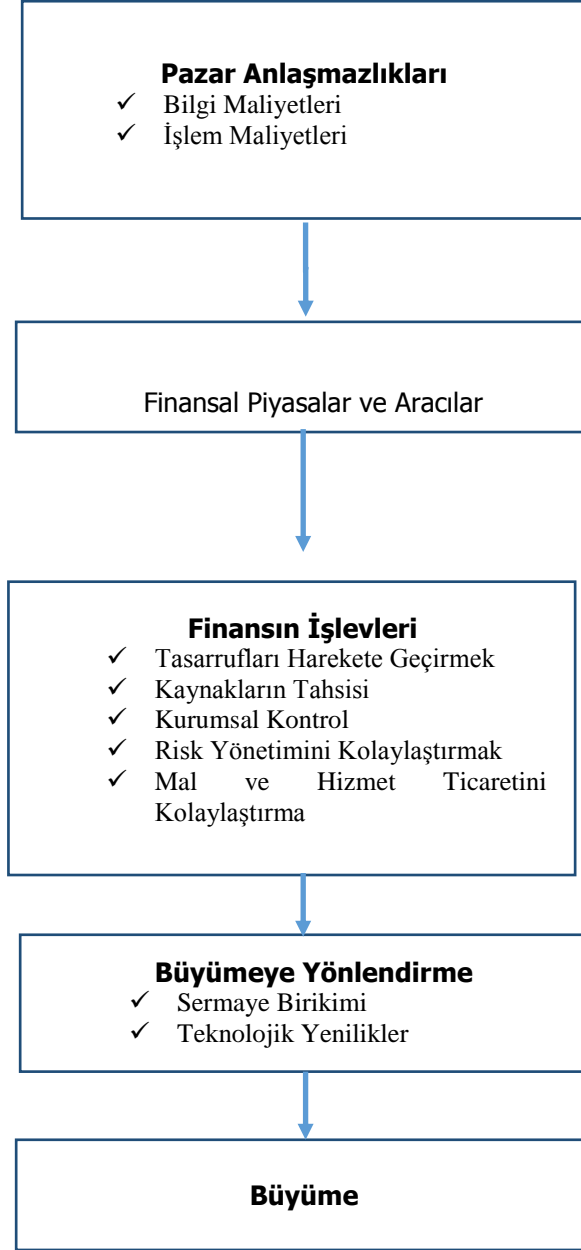 Pazar Anlaşmazlıkları
✓ Bilgi Maliyetleri
✓ İşlem Maliyetleri
Finansal Piyasalar ve Aracılar
Finansın İşlevleri
✓ Tasarrufları Harekete Geçirmek
✓ Kaynakların Tahsisi
✓ Kurumsal Kontrol
✓ Risk Yönetimini Kolaylaştırmak
✓ Mal ve Hizmet Ticaretini
Kolaylaştırma
Büyümeye Yönlendirme
✓ Sermaye Birikimi
✓ Teknolojik Yenilikler
Büyüme